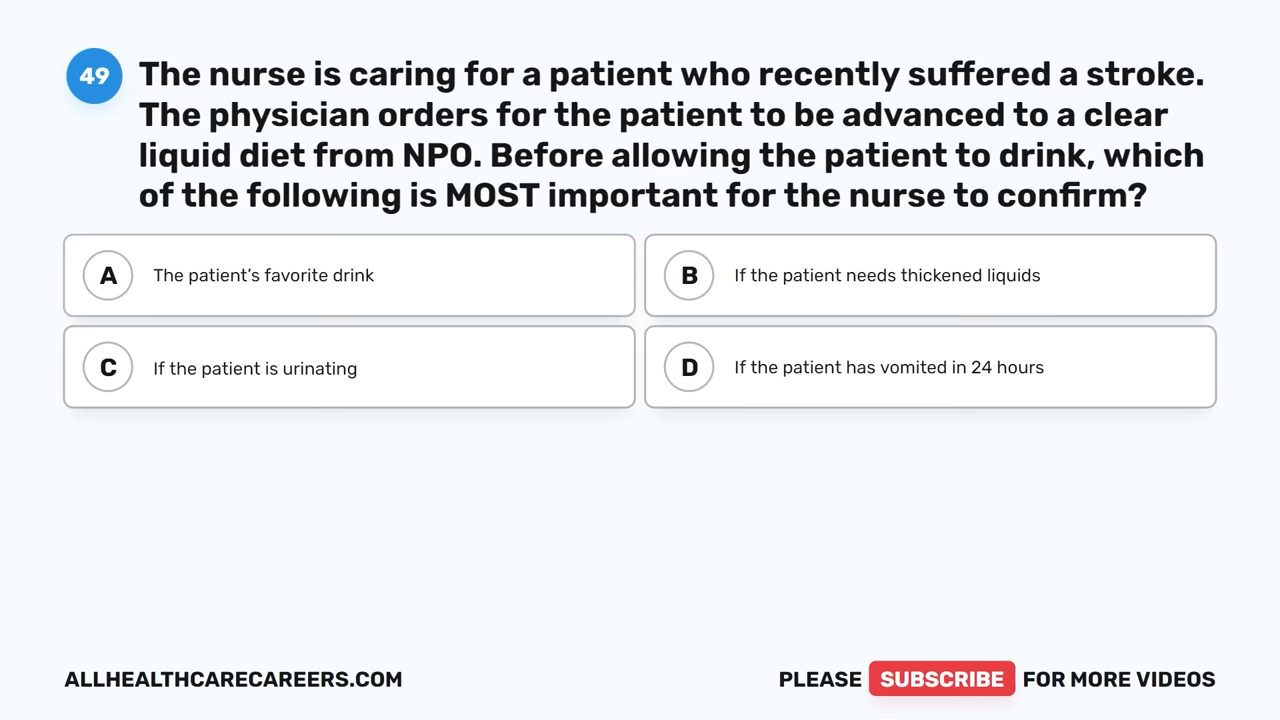 49
The nurse is caring for a patient who recently suffered a stroke.
The physician orders for the patient to be advanced to a clear
liquid diet from NPO. Before allowing the patient to drink, which
of the following is MOST important for the nurse to confirm?
A The patient’s favorite drink
B If the patient needs thickened liquids
C If the patient is urinating
D If the patient has vomited in 24 hours
ALLHEALTHCARECAREERS.COM
PLEASE SUBSCRIBE FOR MORE VIDEOS